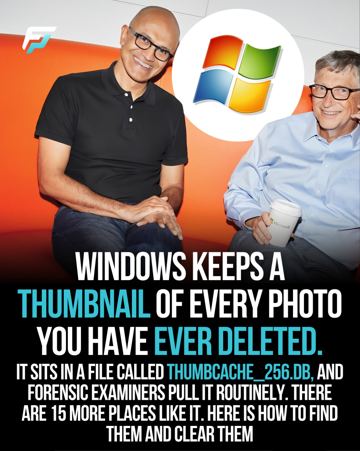 WINDOWS KEEPS A
THUMBNAIL OF EVERY PHOTO
YOU HAVE EVER DELETED.
IT SITS IN A FILE CALLED THUMBCACHE_256.DB, AND
FORENSIC EXAMINERS PULL IT ROUTINELY. THERE
ARE 15 MORE PLACES LIKE IT. HERE IS HOW TO FIND
THEM AND CLEAR THEM